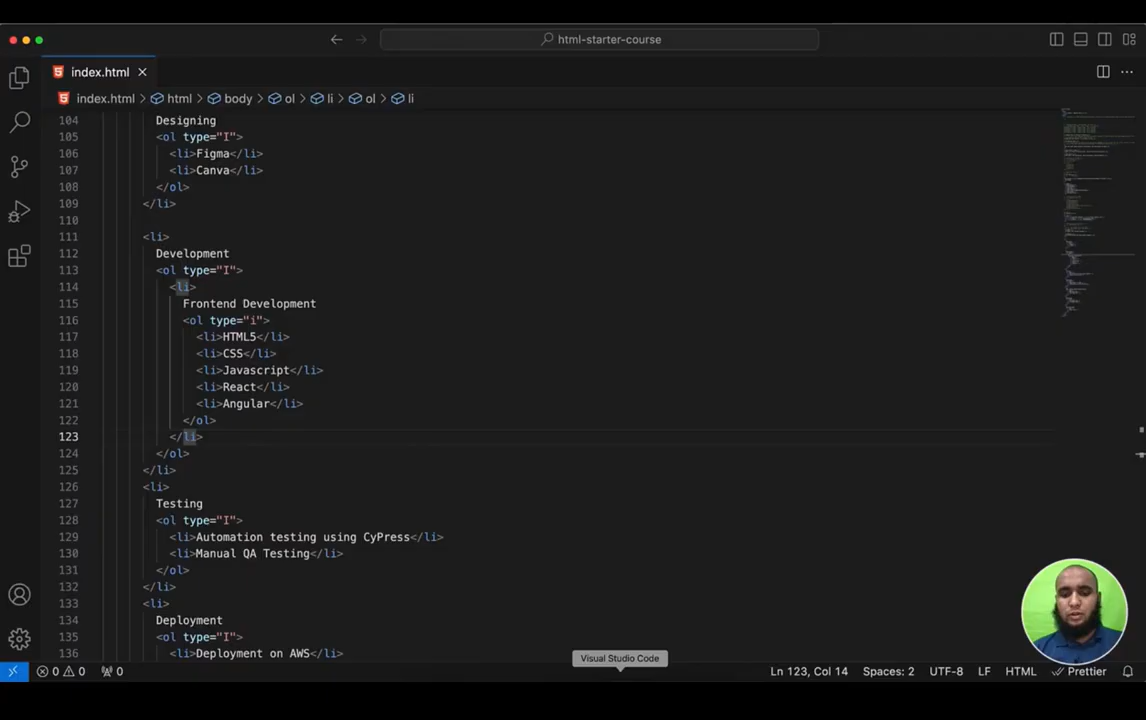 html-starter-course
index.html
index.html > html > body > ol > li > ol > li
104 Designing
105 <ol type="I">
106 <li>Figma</li>
107 <li>Canva</li>
108 </ol>
109 </li>
110
111 <li>
112 Development
113 <ol type="I">
114 <li>
115 Frontend Development
116 <ol type="i">
117 <li>HTML5</li>
118 <li>CSS</li>
119 <li>Javascript</li>
120 <li>React</li>
121 <li>Angular</li>
122 </ol>
123 </li>
124 </ol>
125 </li>
126 <li>
127 Testing
128 <ol type="I">
129 <li>Automation testing using CyPress</li>
130 <li>Manual QA Testing</li>
131 </ol>
132 </li>
133 <li>
134 Deployment
135 <ol type="I">
136 <li>Deployment on AWS</li>
Visual Studio Code
0 0 0 Ln 123, Col 14 Spaces: 2 UTF-8 LF HTML Prettier